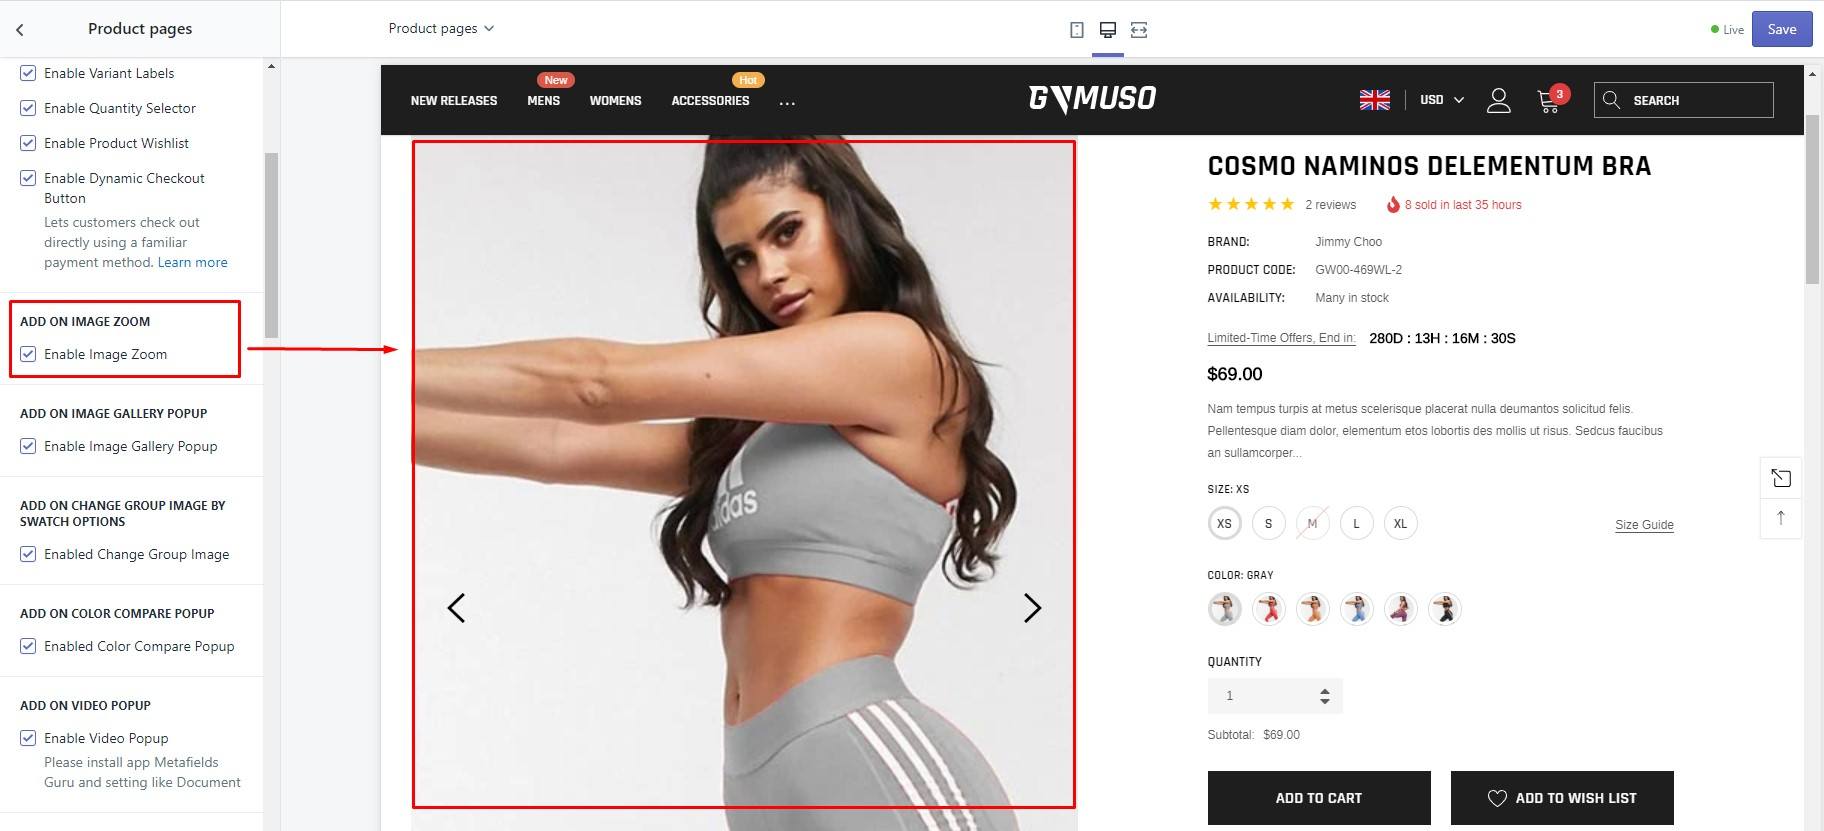 Product pages
Product pages
Live
Save
Enable Variant Labels
Enable Quantity Selector
Enable Product Wishlist
Enable Dynamic Checkout
Button
Lets customers check out
directly using a familiar
payment method. Learn more
ADD ON IMAGE ZOOM
Enable Image Zoom
ADD ON IMAGE GALLERY POPUP
Enable Image Gallery Popup
ADD ON CHANGE GROUP IMAGE BY
SWATCH OPTIONS
Enabled Change Group Image
ADD ON COLOR COMPARE POPUP
Enabled Color Compare Popup
ADD ON VIDEO POPUP
Enable Video Popup
Please install app Metafields
Guru and setting like Document
New
Hot
NEW RELEASES
MENS
WOMENS
ACCESSORIES
...
GYMUSO
USD
3
SEARCH
adidas
COSMO NAMINOS DELEMENTUM BRA
2 reviews
8 sold in last 35 hours
BRAND: Jimmy Choo
PRODUCT CODE: GW00-469WL-2
AVAILABILITY: Many in stock
Limited-Time Offers, End in: 280D : 13H : 16M : 30S
$69.00
Nam tempus turpis at metus scelerisque placerat nulla deumantos solicitud felis.
Pellentesque diam dolor, elementum etos lobortis des mollis ut risus. Sedcus faucibus
an sullamcorper...
SIZE: XS
XS S M L XL
Size Guide
COLOR: GRAY
QUANTITY
1
Subtotal: $69.00
ADD TO CART
ADD TO WISH LIST